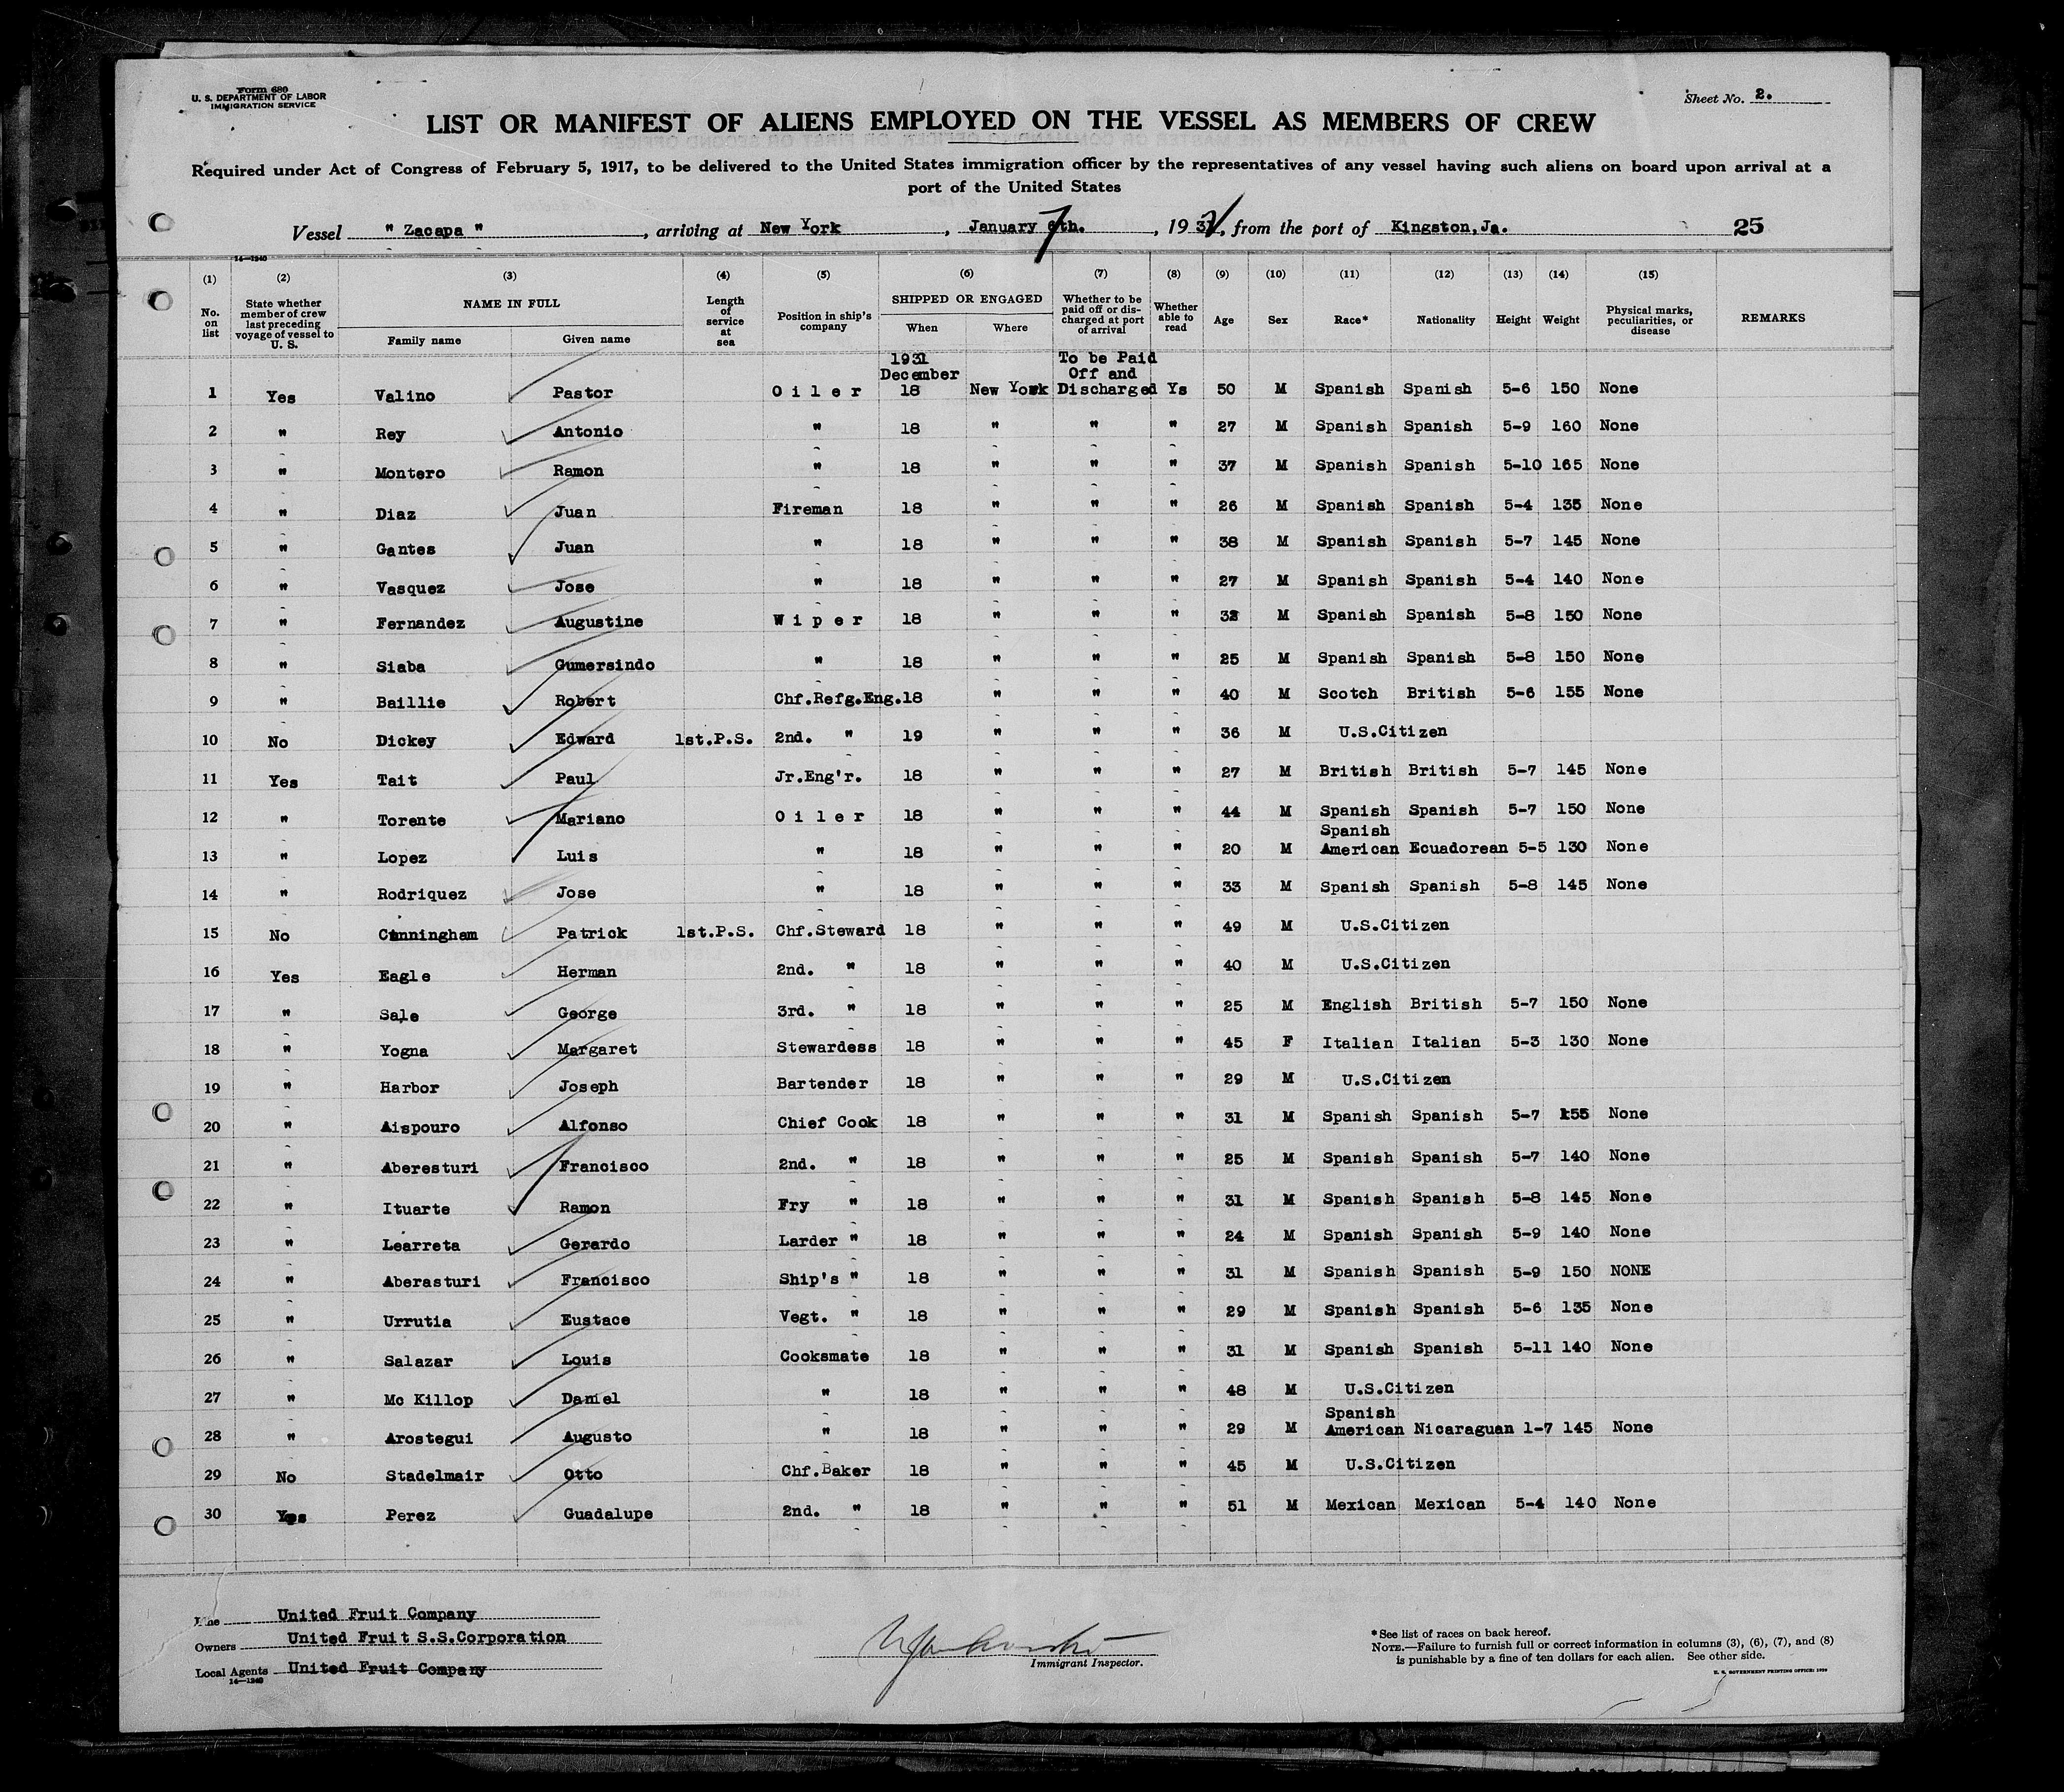 Form 680
U. S. DEPARTMENT OF LABOR
IMMIGRATION SERVICE
Sheet No. 2.
LIST OR MANIFEST OF ALIENS EMPLOYED ON THE VESSEL AS MEMBERS OF CREW
Required under Act of Congress of February 5, 1917, to be delivered to the United States immigration officer by the representatives of any vessel having such aliens on board upon arrival at a
port of the United States
Vessel " Zacapa ", arriving at New York, January 7 6th., 1932, from the port of Kingston, Ja. 25
14—1240
(1) (2) (3) (4) (5) (6) (7) (8) (9) (10) (11) (12) (13) (14) (15)
No. on list State whether member of crew last preceding voyage of vessel to U. S. NAME IN FULL Family name Given name Length of service at sea Position in ship's company SHIPPED OR ENGAGED When Where Whether to be paid off or discharged at port of arrival Whether able to read Age Sex Race* Nationality Height Weight Physical marks, peculiarities, or disease REMARKS
1931 To be Paid
December Off and
1 Yes Valino Pastor Oiler 18 New York Discharged Ys 50 M Spanish Spanish 5-6 150 None
2 " Rey Antonio " 18 " " " 27 M Spanish Spanish 5-9 160 None
3 " Montero Ramon " 18 " " " 37 M Spanish Spanish 5-10 165 None
4 " Diaz Juan Fireman 18 " " " 26 M Spanish Spanish 5-4 135 None
5 " Gantes Juan " 18 " " " 38 M Spanish Spanish 5-7 145 None
6 " Vasquez Jose " 18 " " " 27 M Spanish Spanish 5-4 140 None
7 " Fernandez Augustine Wiper 18 " " " M Spanish Spanish 5-8 150 None
8 " Siaba Gumersindo " 18 " " " 25 M Spanish Spanish 5-8 150 None
9 " Baillie Robert Chf.Refg.Eng. 18 " " " 40 M Scotch British 5-6 155 None
10 No Dickey Edward 1st.P.S. 2nd. " 19 " " " 36 M U.S.Citizen
11 Yes Tait Paul Jr.Eng'r. 18 " " " 27 M British British 5-7 145 None
12 " Torente Mariano Oiler 18 " " " 44 M Spanish Spanish 5-7 150 None
Spanish
13 " Lopez Luis " 18 " " " 20 M American Ecuadorean 5-5 130 None
14 " Rodriquez Jose " 18 " " " 33 M Spanish Spanish 5-8 145 None
15 No Cunningham Patrick 1st.P.S. Chf.Steward 18 " " " 49 M U.S.Citizen
16 Yes Eagle Herman 2nd. " 18 " " " 40 M U.S.Citizen
17 " Sale George 3rd. " 18 " " " 25 M English British 5-7 150 None
18 " Yogna Margaret Stewardess 18 " " " 45 F Italian Italian 5-3 130 None
19 " Harbor Joseph Bartender 18 " " " 29 M U.S.Citizen
20 " Aispouro Alfonso Chief Cook 18 " " " 31 M Spanish Spanish 5-7 155 None
21 " Aberesturi Francisco 2nd. " 18 " " " 25 M Spanish Spanish 5-7 140 None
22 " Ituarte Ramon Fry " 18 " " " 31 M Spanish Spanish 5-8 145 None
23 " Learreta Gerardo Larder " 18 " " " 24 M Spanish Spanish 5-9 140 None
24 " Aberasturi Francisco Ship's " 18 " " " 31 M Spanish Spanish 5-9 150 NONE
25 " Urrutia Eustace Vegt. " 18 " " " 29 M Spanish Spanish 5-6 135 None
26 " Salazar Louis Cooksmate 18 " " " 31 M Spanish Spanish 5-11 140 None
27 " Mc Killop Daniel " 18 " " " 48 M U.S.Citizen
Spanish
28 " Arostegui Augusto " 18 " " " 29 M American Nicaraguan 1-7 145 None
29 No Stadelmair Otto Chf.Baker 18 " " " 45 M U.S.Citizen
30 Yes Perez Guadalupe 2nd. " 18 " " " 51 M Mexican Mexican 5-4 140 None
Line United Fruit Company
Owners United Fruit S.S.Corporation
Local Agents United Fruit Company
14—1240
Immigrant Inspector.
*See list of races on back hereof.
NOTE.—Failure to furnish full or correct information in columns (3), (6), (7), and (8)
is punishable by a fine of ten dollars for each alien. See other side.